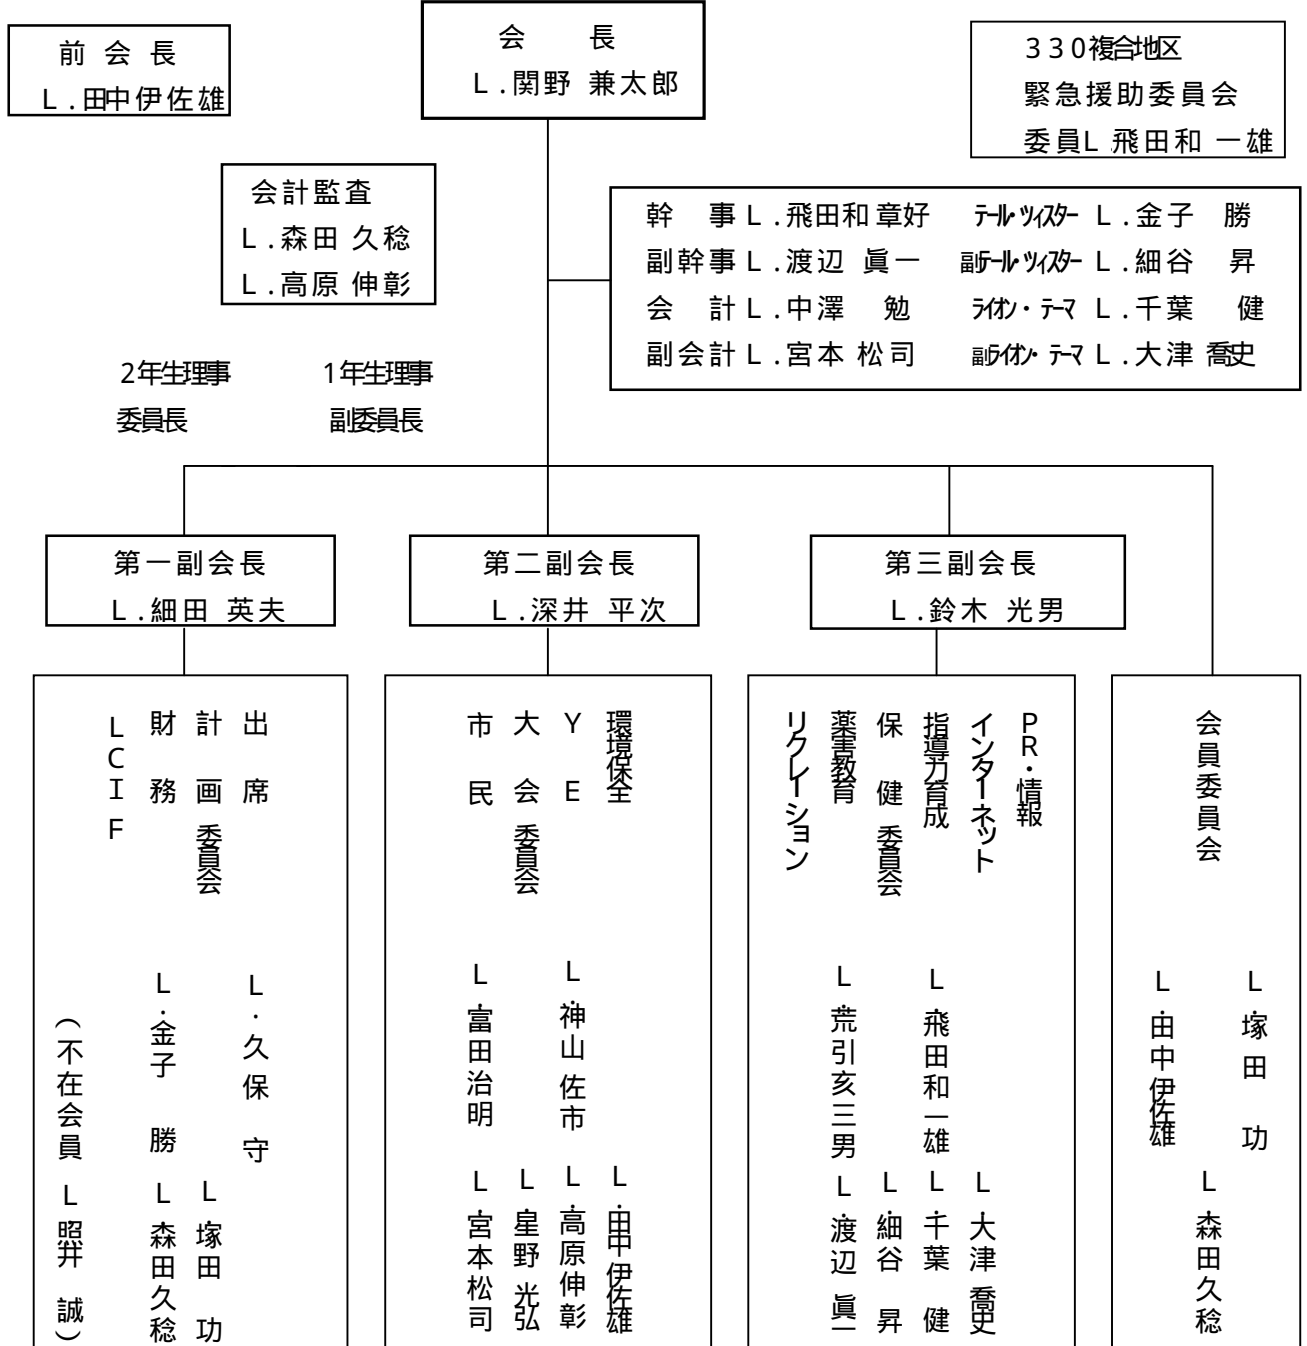 前 会 長
L.田中伊佐雄
会 長
L.関野 兼太郎
330複合地区
緊急援助委員会
委員L.飛田和 一雄
会計監査
L.森田 久稔
L.高原 伸彰
幹 事 L.飛田和 章好 テール・ツィスター L.金子 勝
副幹事 L.渡辺 眞一 副テール・ツィスター L.細谷 昇
会 計 L.中澤 勉 ライオン・テーマ L.千葉 健
副会計 L.宮本 松司 副ライオン・テーマ L.大津 喬史
2年生理事
委員長
1年生理事
副委員長
第一副会長
L.細田 英夫
第二副会長
L.深井 平次
第三副会長
L.鈴木 光男
出 席
計 画 委員会
財 務
LCIF
L.久保 守
L.金子 勝
L.塚田 功
L.森田久稔
(不在会員 L.照井 誠)
環境保全
Y E
大 会 委員会
市 民
L.神山 佐市
L.富田治明
L.田中伊佐雄
L.高原伸彰
L.星野 光弘
L.宮本松司
PR・情報
インターネット
指導力育成
保 健 委員会
薬害教育
リクレーション
L.飛田和一雄
L.荒引亥三男
L.大津 喬史
L.千葉 健
L.細谷 昇
L.渡辺 眞一
会員委員会
L.塚田 功
L.田中伊佐雄
L.森田久稔